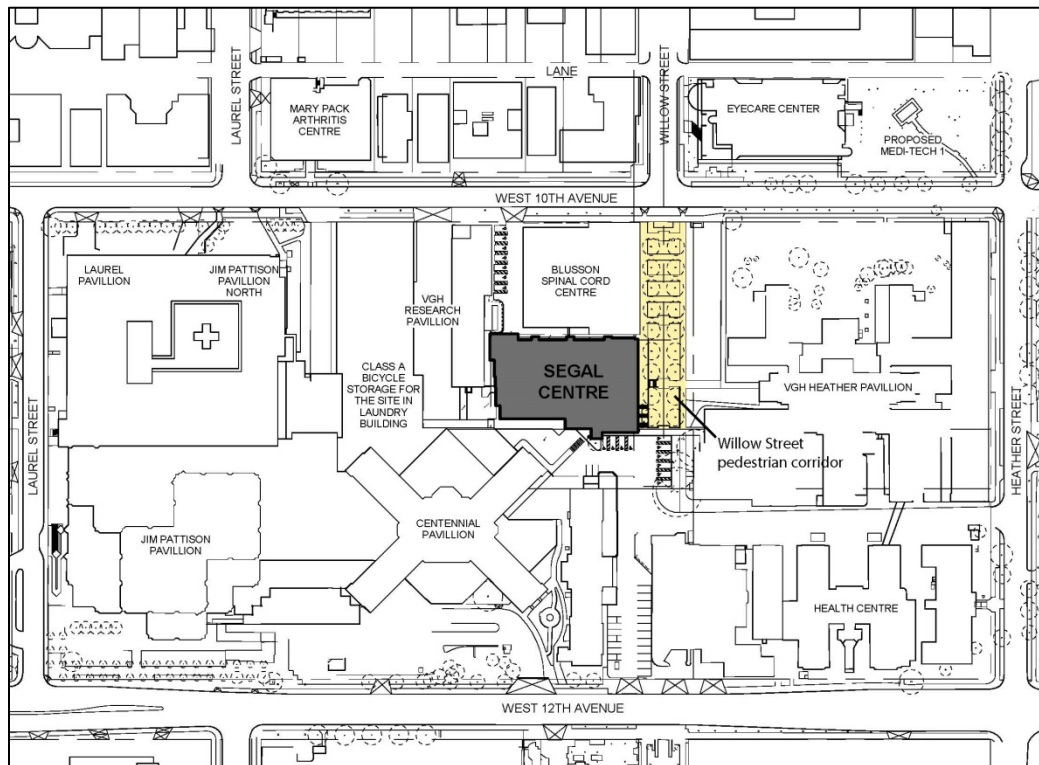 LAUREL STREET
MARY PACK
ARTHRITIS
CENTRE
LANE
WILLOW STREET
EYECARE CENTER
PROPOSED
MEDI-TECH 1
WEST 10TH AVENUE
LAUREL
PAVILLION
JIM PATTISON
PAVILLION
NORTH
VGH
RESEARCH
PAVILLION
BLUSSON
SPINAL CORD
CENTRE
CLASS A
BICYCLE
STORAGE FOR
THE SITE IN
LAUNDRY
BUILDING
SEGAL
CENTRE
VGH HEATHER PAVILLION
Willow Street
pedestrian corridor
LAUREL STREET
HEATHER STREET
JIM PATTISON
PAVILLION
CENTENNIAL
PAVILLION
HEALTH CENTRE
WEST 12TH AVENUE